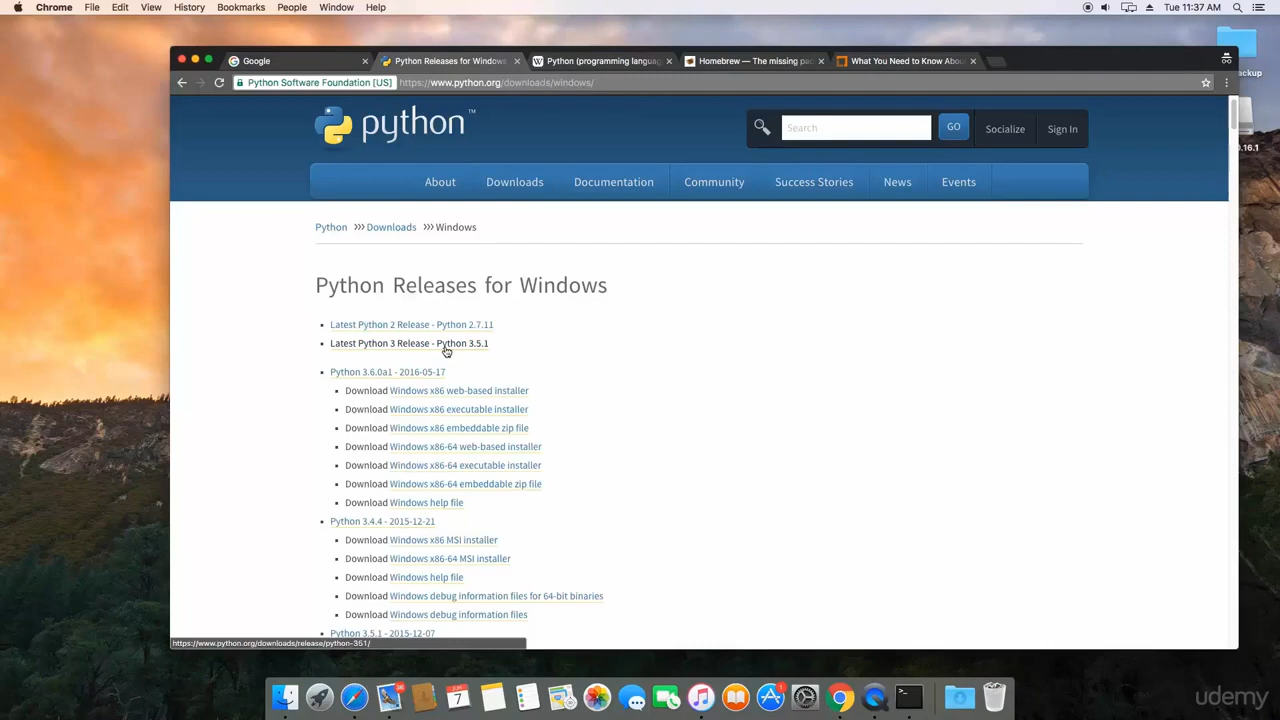 Chrome File Edit View History Bookmarks People Window Help Tue 11:37 AM
Google Python Releases for Windows Python (programming languag Homebrew — The missing pac What You Need to Know Abou
Python Software Foundation [US] https://www.python.org/downloads/windows/
ackup
python™ Search GO Socialize Sign In
0.16.1
About Downloads Documentation Community Success Stories News Events
Python >>> Downloads >>> Windows
Python Releases for Windows
Latest Python 2 Release - Python 2.7.11
Latest Python 3 Release - Python 3.5.1
Python 3.6.0a1 - 2016-05-17
Download Windows x86 web-based installer
Download Windows x86 executable installer
Download Windows x86 embeddable zip file
Download Windows x86-64 web-based installer
Download Windows x86-64 executable installer
Download Windows x86-64 embeddable zip file
Download Windows help file
Python 3.4.4 - 2015-12-21
Download Windows x86 MSI installer
Download Windows x86-64 MSI installer
Download Windows help file
Download Windows debug information files for 64-bit binaries
Download Windows debug information files
Python 3.5.1 - 2015-12-07
https://www.python.org/downloads/release/python-351/
7
udemy